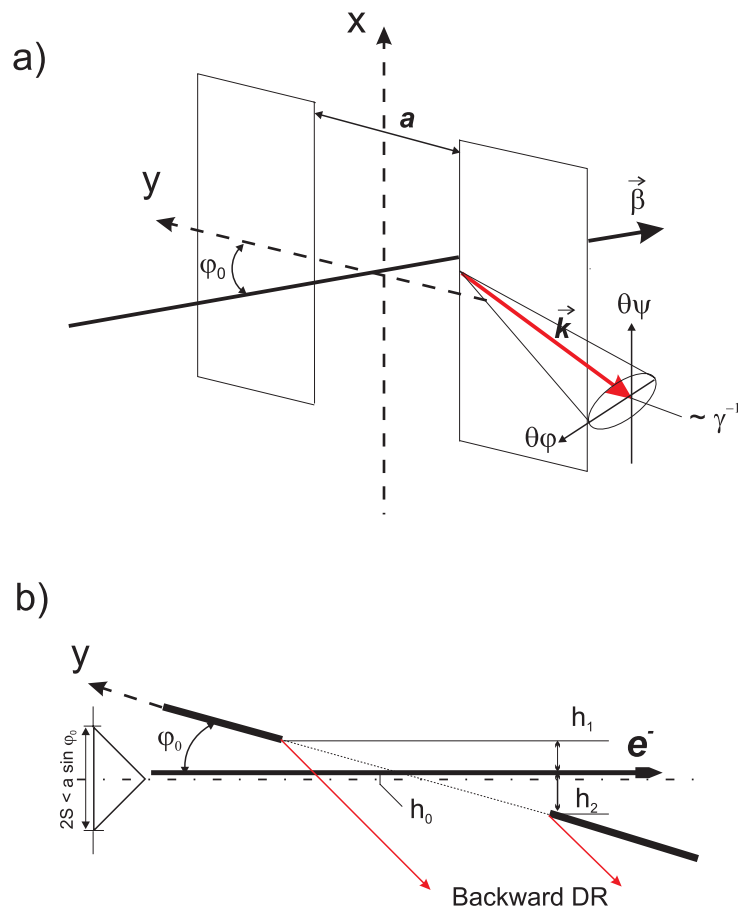 a)
x
a
y
φ₀
β⃗
k⃗
θψ
θφ
~ γ⁻¹
b)
y
φ₀
2S < a sin φ₀
h₁
e⁻
h₀
h₂
Backward DR